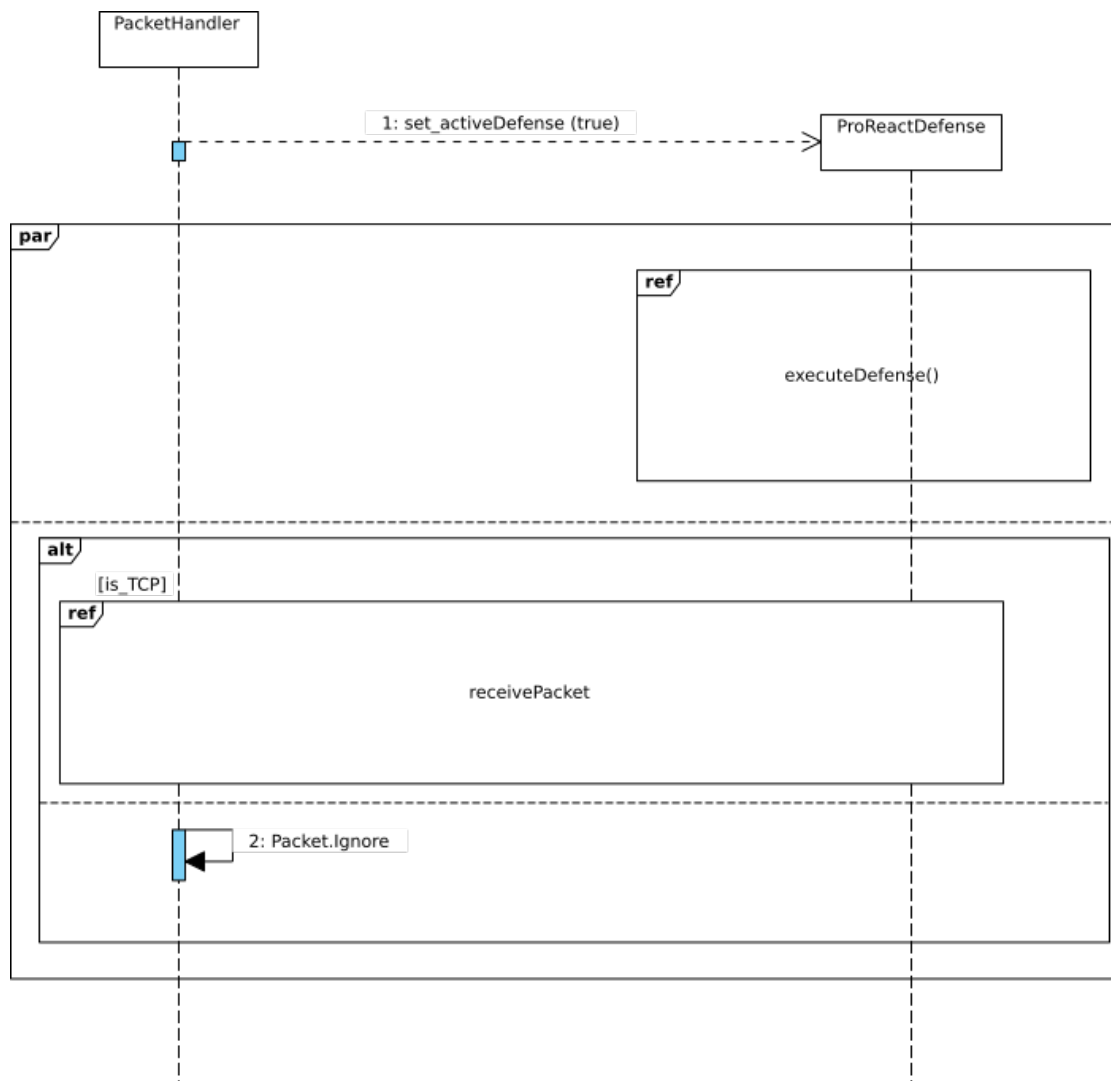 PacketHandler
1: set_activeDefense (true)
ProReactDefense
par
ref
executeDefense()
alt
[is_TCP]
ref
receivePacket
2: Packet.Ignore